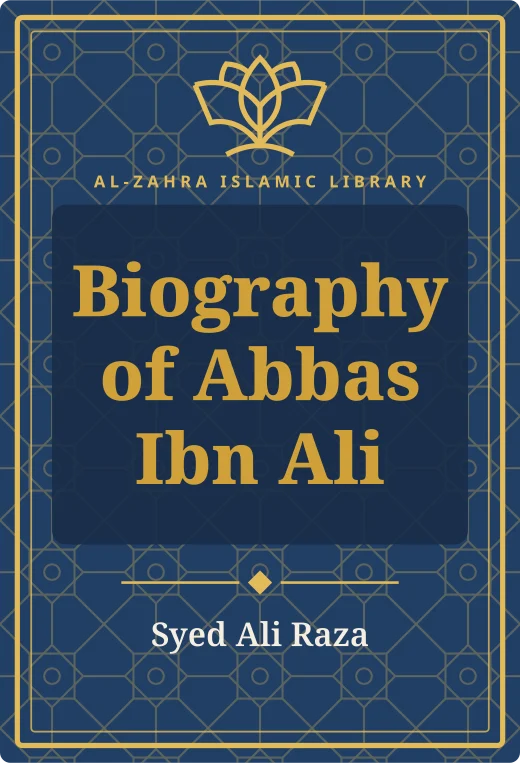 AL-ZAHRA ISLAMIC LIBRARY
Biography
of Abbas
Ibn Ali
Syed Ali Raza